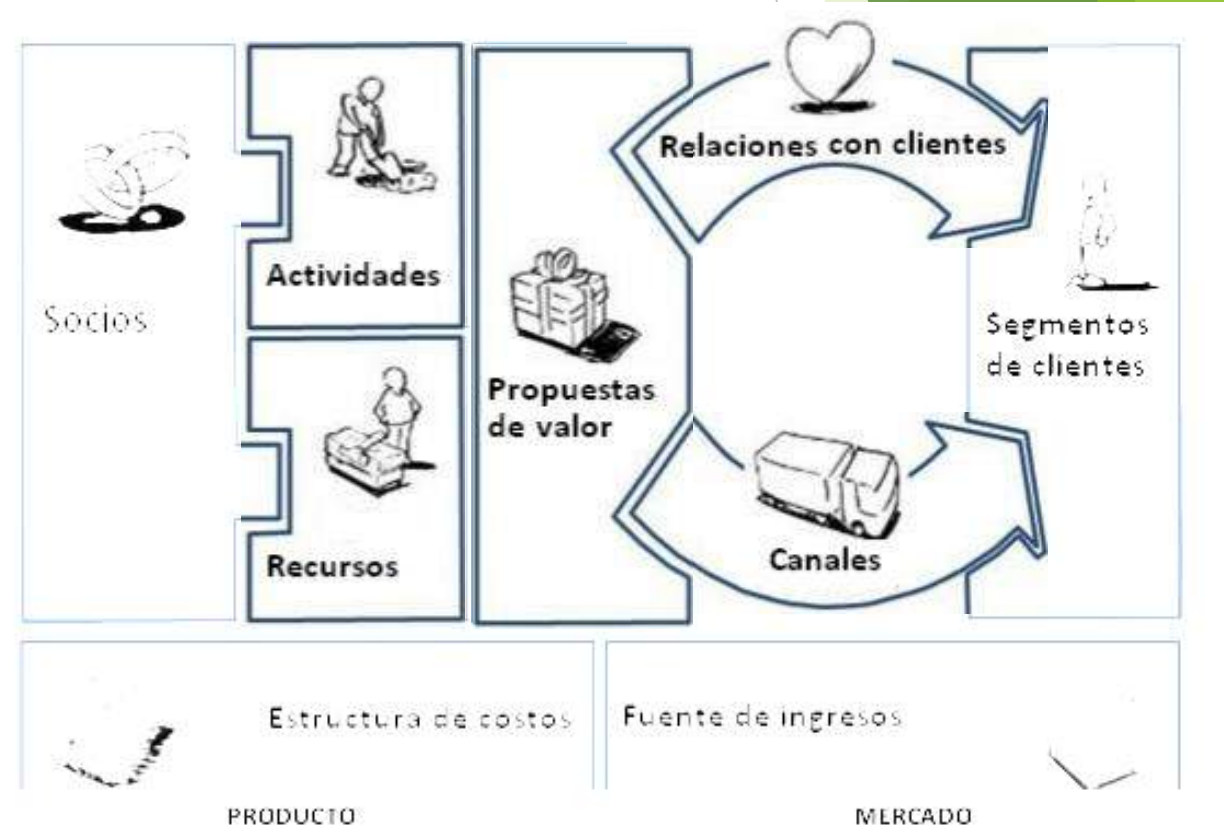 Socios
Actividades
Recursos
Propuestas
de valor
Relaciones con clientes
Canales
Segmentos
de clientes
Estructura de costos
Fuente de ingresos
PRODUCTO
MERCADO